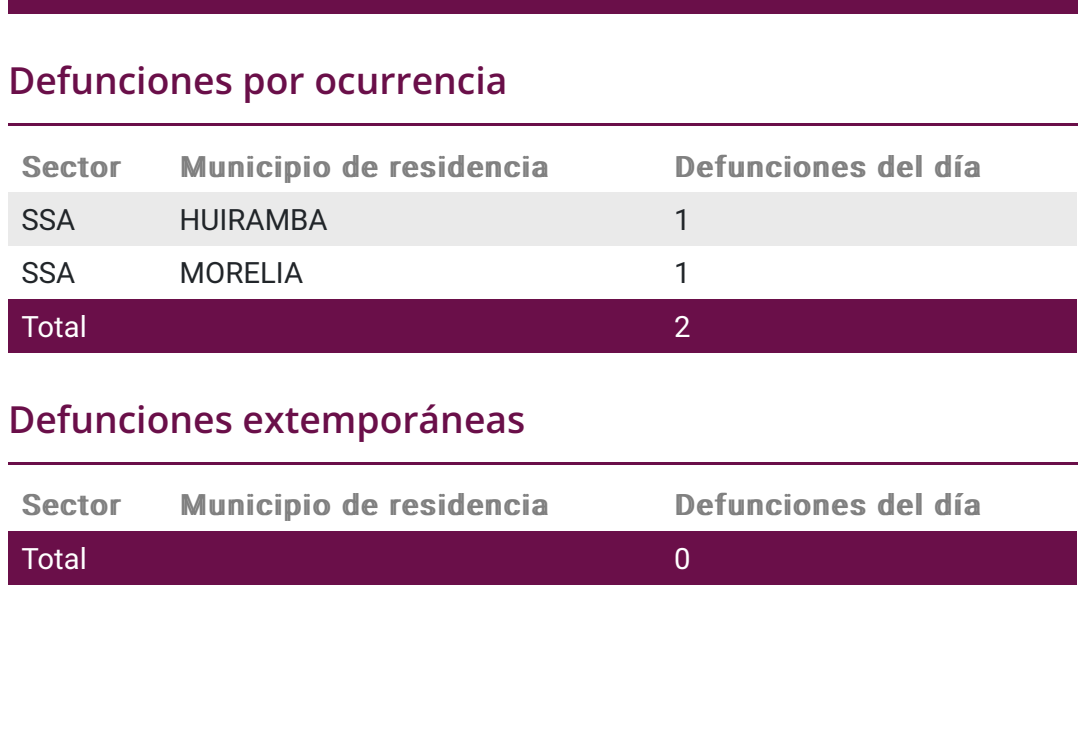 Defunciones por ocurrencia
Sector Municipio de residencia Defunciones del día
SSA HUIRAMBA 1
SSA MORELIA 1
Total 2
Defunciones extemporáneas
Sector Municipio de residencia Defunciones del día
Total 0